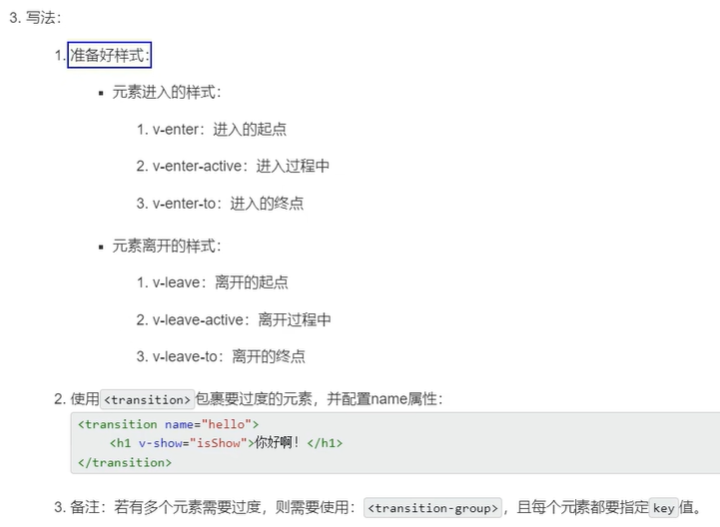 3. 写法：
1. 准备好样式：
▪ 元素进入的样式：
1. v-enter：进入的起点
2. v-enter-active：进入过程中
3. v-enter-to：进入的终点
▪ 元素离开的样式：
1. v-leave：离开的起点
2. v-leave-active：离开过程中
3. v-leave-to：离开的终点
2. 使用<transition>包裹要过度的元素，并配置name属性：
<transition name="hello">
<h1 v-show="isShow">你好啊！</h1>
</transition>
3. 备注：若有多个元素需要过度，则需要使用：<transition-group>，且每个元素都要指定key值。